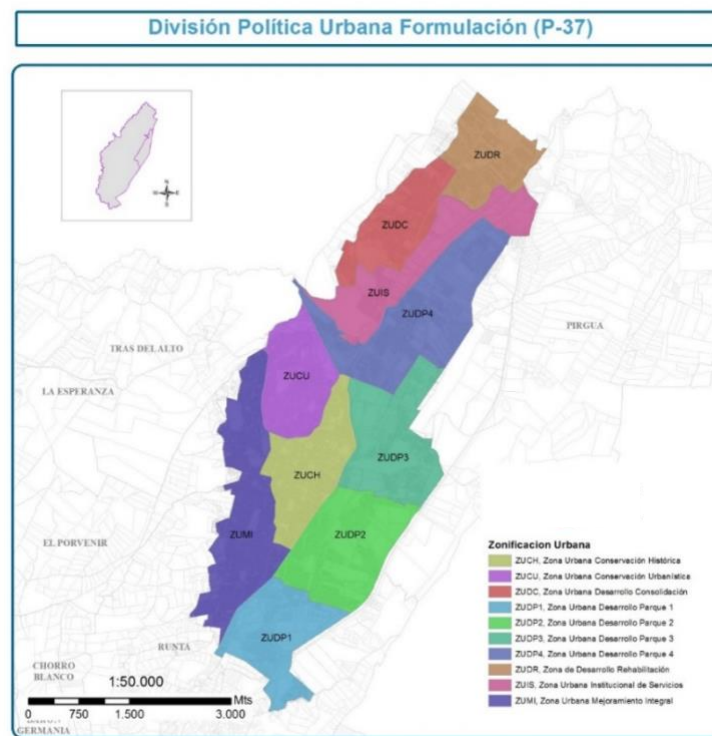 División Política Urbana Formulación (P-37)
ZUDR
ZUDC
ZUIS
ZUDP4
PIRGUA
TRAS DEL ALTO
ZUCU
LA ESPERANZA
ZUDP3
ZUCH
ZUDP2
ZUMI
EL PORVENIR
Zonificacion Urbana
ZUCH, Zona Urbana Conservación Histórica
ZUCU, Zona Urbana Conservación Urbanística
ZUDC, Zona Urbana Desarrollo Consolidación
ZUDP1, Zona Urbana Desarrollo Parque 1
ZUDP2, Zona Urbana Desarrollo Parque 2
ZUDP3, Zona Urbana Desarrollo Parque 3
ZUDP4, Zona Urbana Desarrollo Parque 4
ZUDR, Zona de Desarrollo Rehabilitación
ZUIS, Zona Urbana Institucional de Servicios
ZUMI, Zona Urbana Mejoramiento Integral
ZUDP1
RUNTA
CHORRO
BLANCO
1:50.000
Mts
0 750 1.500 3.000
GERMANIA